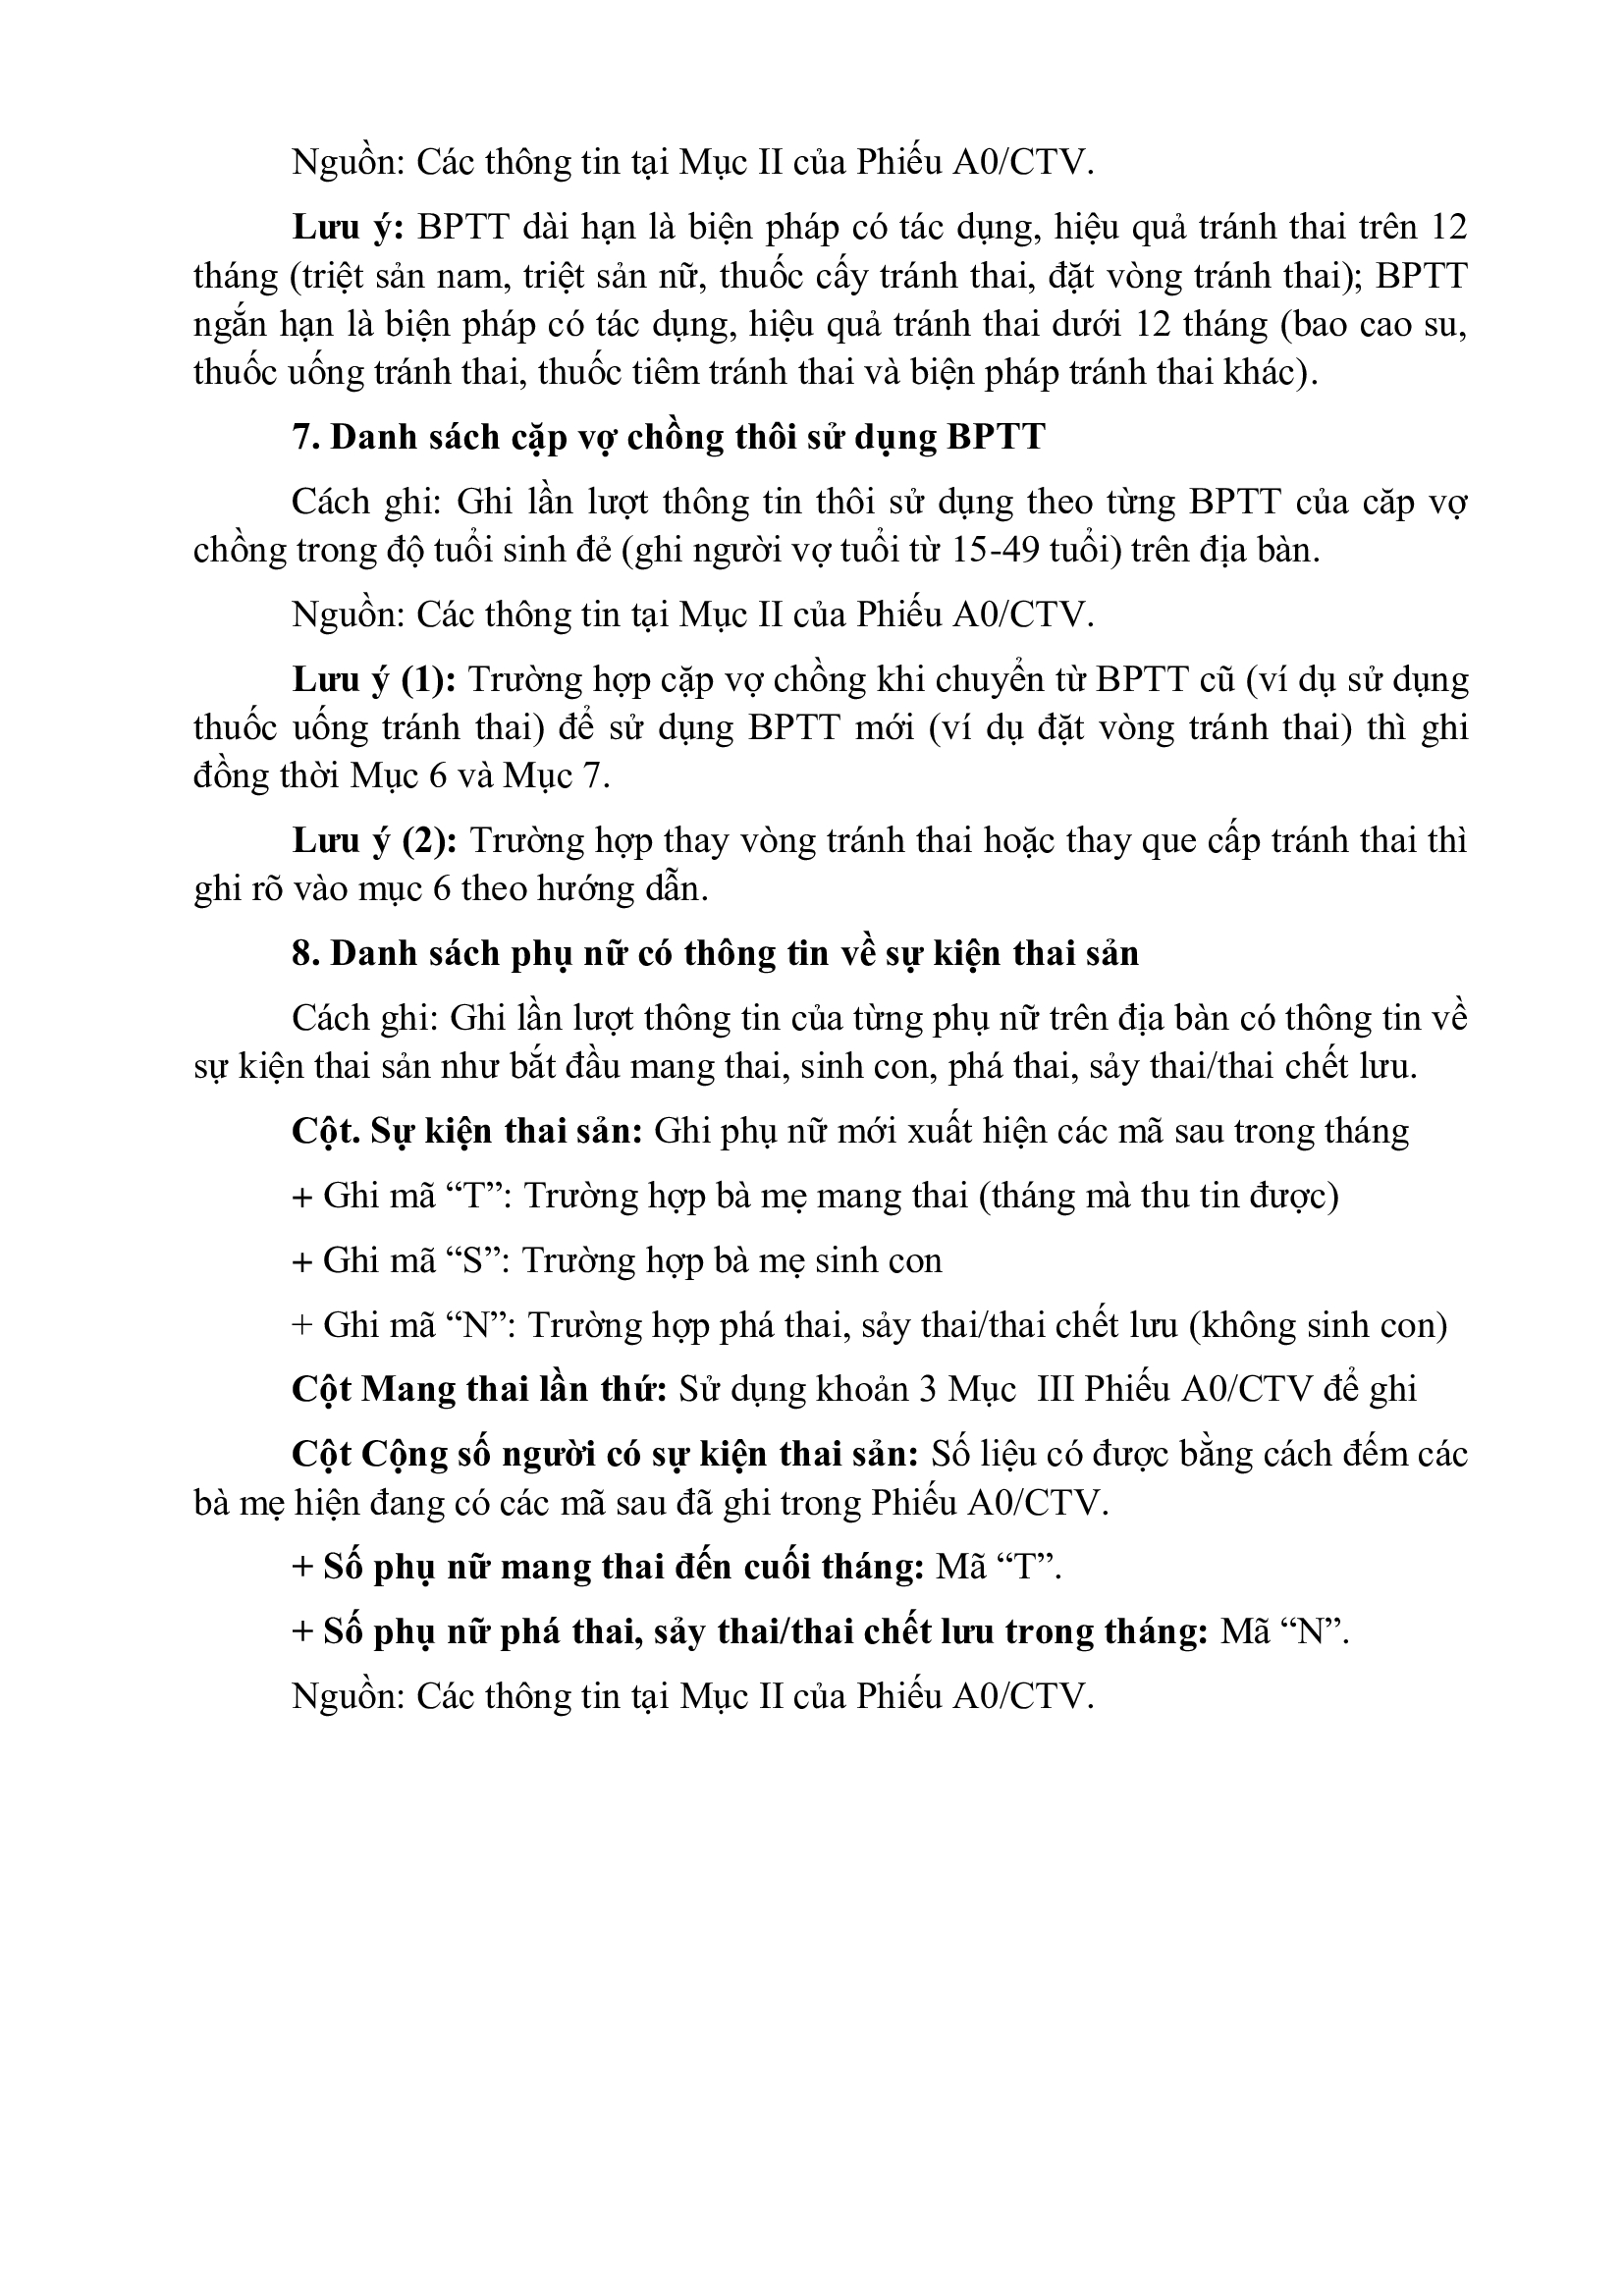 Nguồn: Các thông tin tại Mục II của Phiếu A0/CTV.
Lưu ý: BPTT dài hạn là biện pháp có tác dụng, hiệu quả tránh thai trên 12
tháng (triệt sản nam, triệt sản nữ, thuốc cấy tránh thai, đặt vòng tránh thai); BPTT
ngắn hạn là biện pháp có tác dụng, hiệu quả tránh thai dưới 12 tháng (bao cao su,
thuốc uống tránh thai, thuốc tiêm tránh thai và biện pháp tránh thai khác).
7. Danh sách cặp vợ chồng thôi sử dụng BPTT
Cách ghi: Ghi lần lượt thông tin thôi sử dụng theo từng BPTT của căp vợ
chồng trong độ tuổi sinh đẻ (ghi người vợ tuổi từ 15-49 tuổi) trên địa bàn.
Nguồn: Các thông tin tại Mục II của Phiếu A0/CTV.
Lưu ý (1): Trường hợp cặp vợ chồng khi chuyển từ BPTT cũ (ví dụ sử dụng
thuốc uống tránh thai) để sử dụng BPTT mới (ví dụ đặt vòng tránh thai) thì ghi
đồng thời Mục 6 và Mục 7.
Lưu ý (2): Trường hợp thay vòng tránh thai hoặc thay que cấp tránh thai thì
ghi rõ vào mục 6 theo hướng dẫn.
8. Danh sách phụ nữ có thông tin về sự kiện thai sản
Cách ghi: Ghi lần lượt thông tin của từng phụ nữ trên địa bàn có thông tin về
sự kiện thai sản như bắt đầu mang thai, sinh con, phá thai, sảy thai/thai chết lưu.
Cột. Sự kiện thai sản: Ghi phụ nữ mới xuất hiện các mã sau trong tháng
+ Ghi mã “T”: Trường hợp bà mẹ mang thai (tháng mà thu tin được)
+ Ghi mã “S”: Trường hợp bà mẹ sinh con
+ Ghi mã “N”: Trường hợp phá thai, sảy thai/thai chết lưu (không sinh con)
Cột Mang thai lần thứ: Sử dụng khoản 3 Mục  III Phiếu A0/CTV để ghi
Cột Cộng số người có sự kiện thai sản: Số liệu có được bằng cách đếm các
bà mẹ hiện đang có các mã sau đã ghi trong Phiếu A0/CTV.
+ Số phụ nữ mang thai đến cuối tháng: Mã “T”.
+ Số phụ nữ phá thai, sảy thai/thai chết lưu trong tháng: Mã “N”.
Nguồn: Các thông tin tại Mục II của Phiếu A0/CTV.